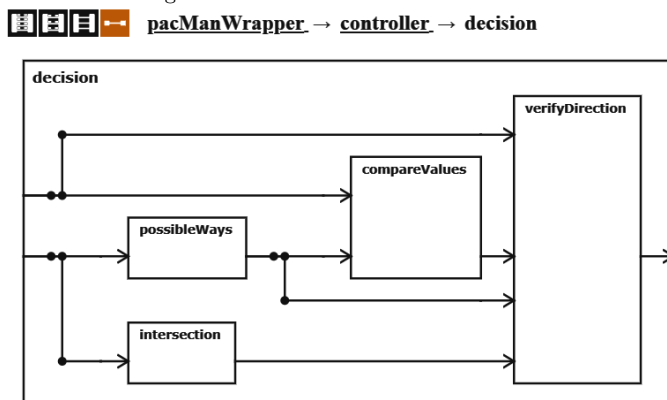 pacManWrapper → controller → decision
decision
verifyDirection
compareValues
possibleWays
intersection